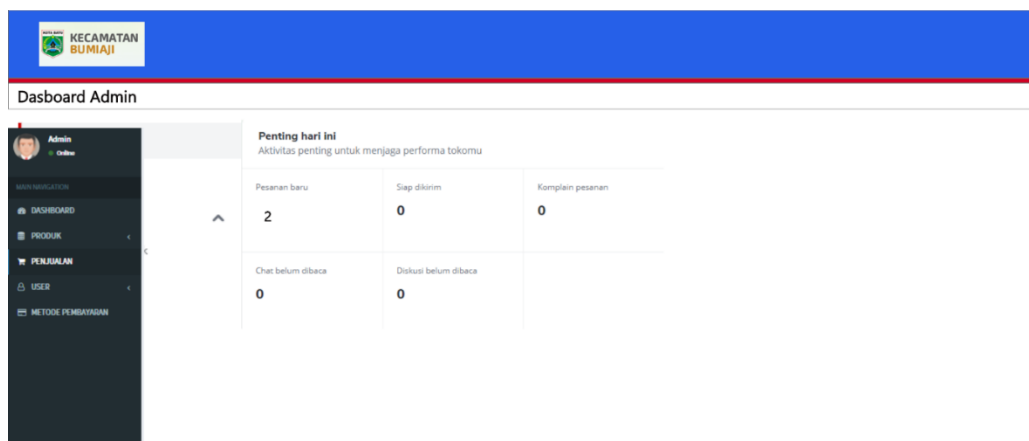 KECAMATAN
BUMIAJI
Dasboard Admin
Admin
Online
MAIN NAVIGATION
DASHBOARD
PRODUK
PENJUALAN
USER
METODE PEMBAYARAN
Penting hari ini
Aktivitas penting untuk menjaga performa tokomu
Pesanan baru
2
Siap dikirim
0
Komplain pesanan
0
Chat belum dibaca
0
Diskusi belum dibaca
0